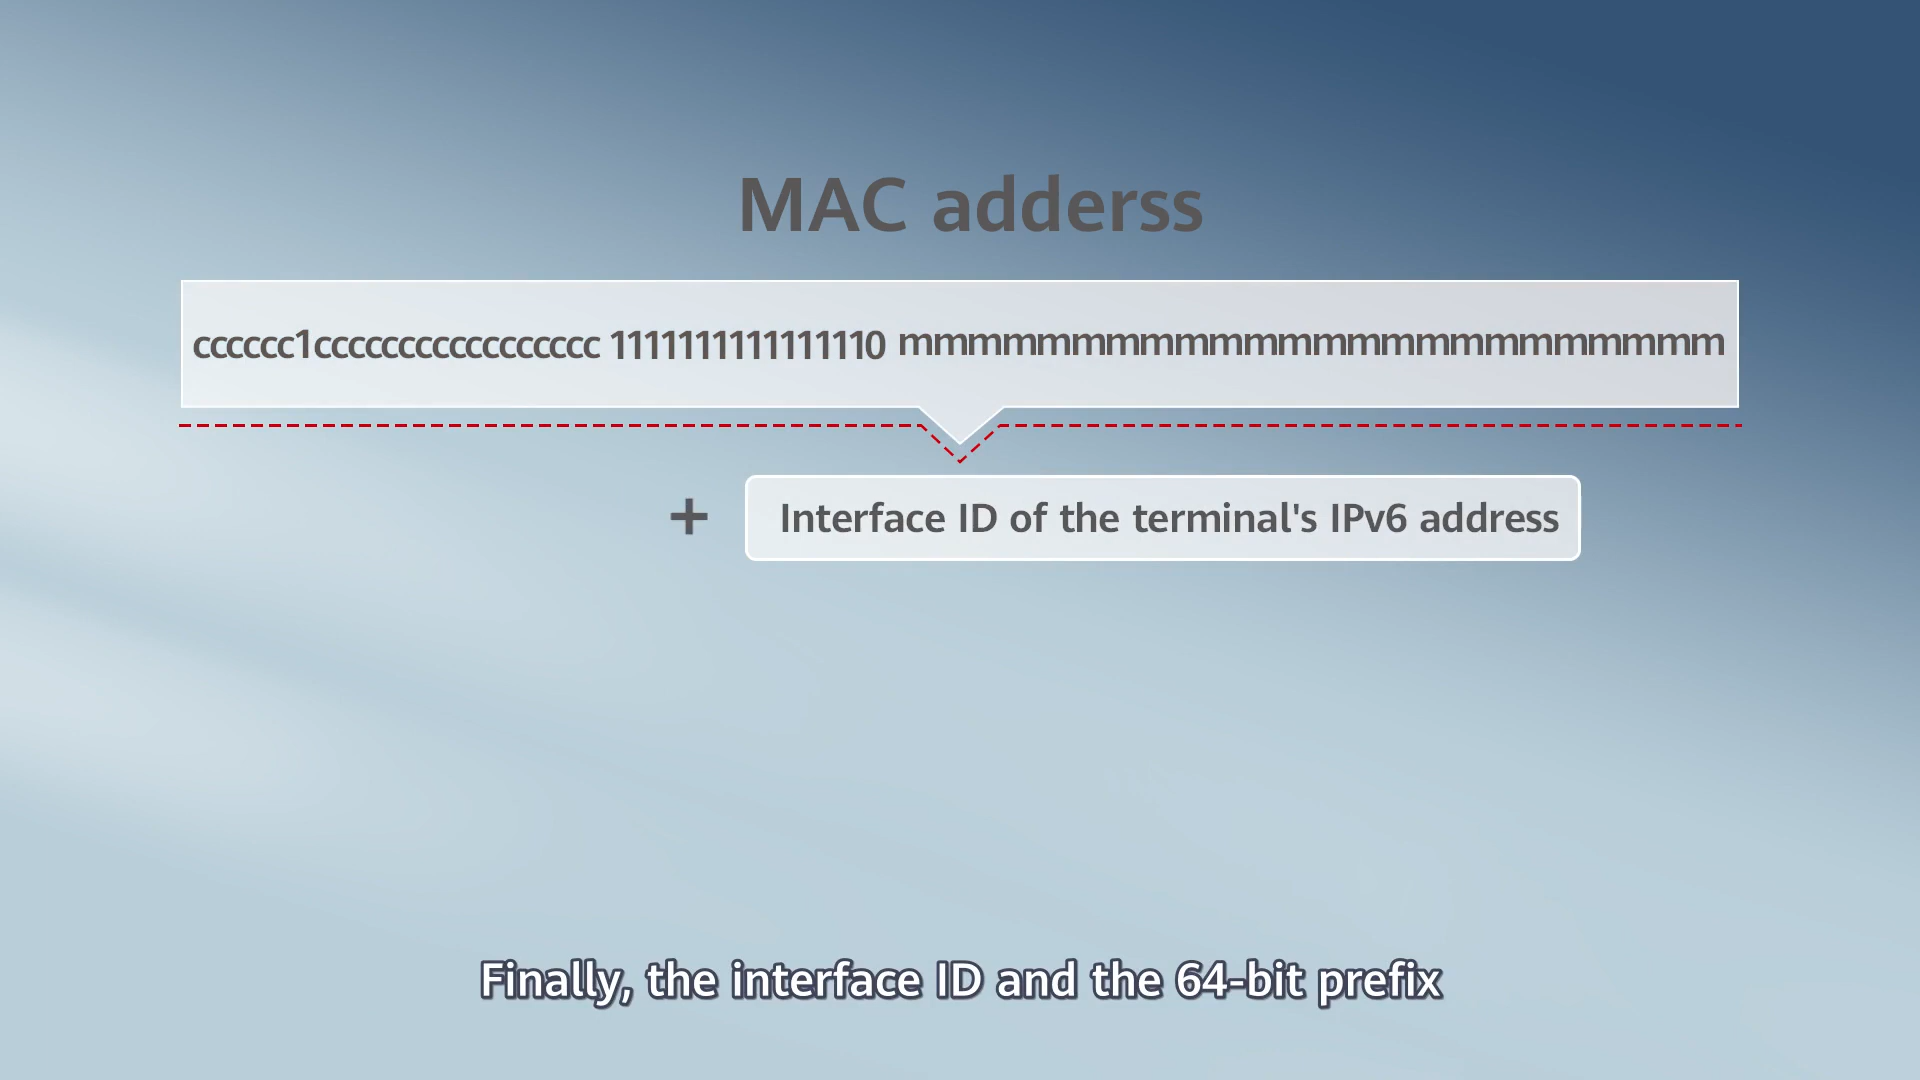 MAC adderss
cccccc1ccccccccccccccccc 1111111111111110 mmmmmmmmmmmmmmmmmmmmmmmm
+ Interface ID of the terminal's IPv6 address
Finally, the interface ID and the 64-bit prefix